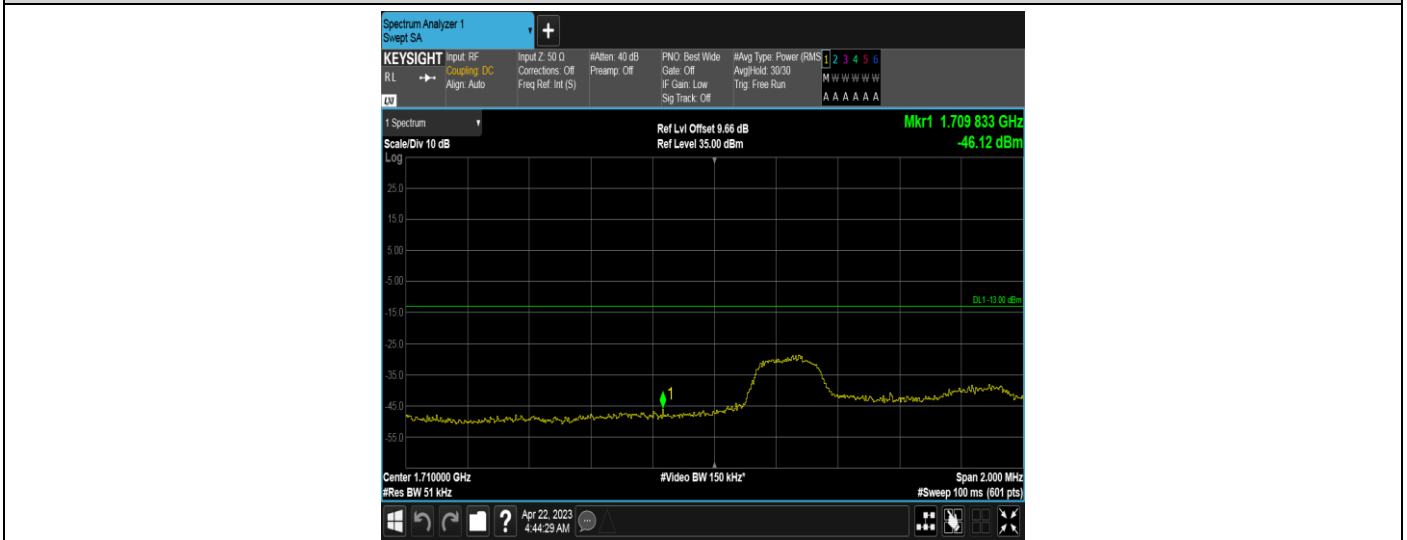 Spectrum Analyzer 1
Swept SA
+
KEYSIGHT Input: RF Input Z: 50 Ω #Atten: 40 dB PNO: Best Wide #Avg Type: Power (RMS 1 2 3 4 5 6
RL Coupling: DC Corrections: Off Preamp: Off Gate: Off Avg|Hold: 30/30 M W W W W W
Align: Auto Freq Ref: Int (S) IF Gain: Low Trig: Free Run
LXI Sig Track: Off A A A A A A
1 Spectrum Ref Lvl Offset 9.66 dB Mkr1 1.709 833 GHz
Scale/Div 10 dB Ref Level 35.00 dBm -46.12 dBm
Log
25.0
15.0
5.00
-5.00
DL1 -13.00 dBm
-15.0
-25.0
-35.0
1
-45.0
-55.0
Center 1.710000 GHz #Video BW 150 kHz* Span 2.000 MHz
#Res BW 51 kHz #Sweep 100 ms (601 pts)
? Apr 22, 2023
4:44:29 AM